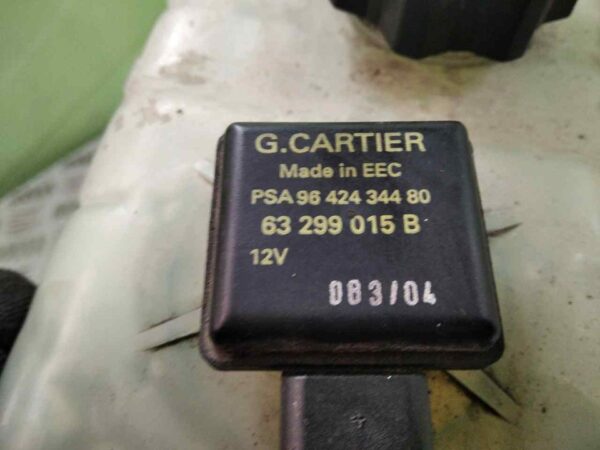 G.CARTIER
Made in EEC
PSA 96 424 344 80
63 299 015 B
12V
083/04